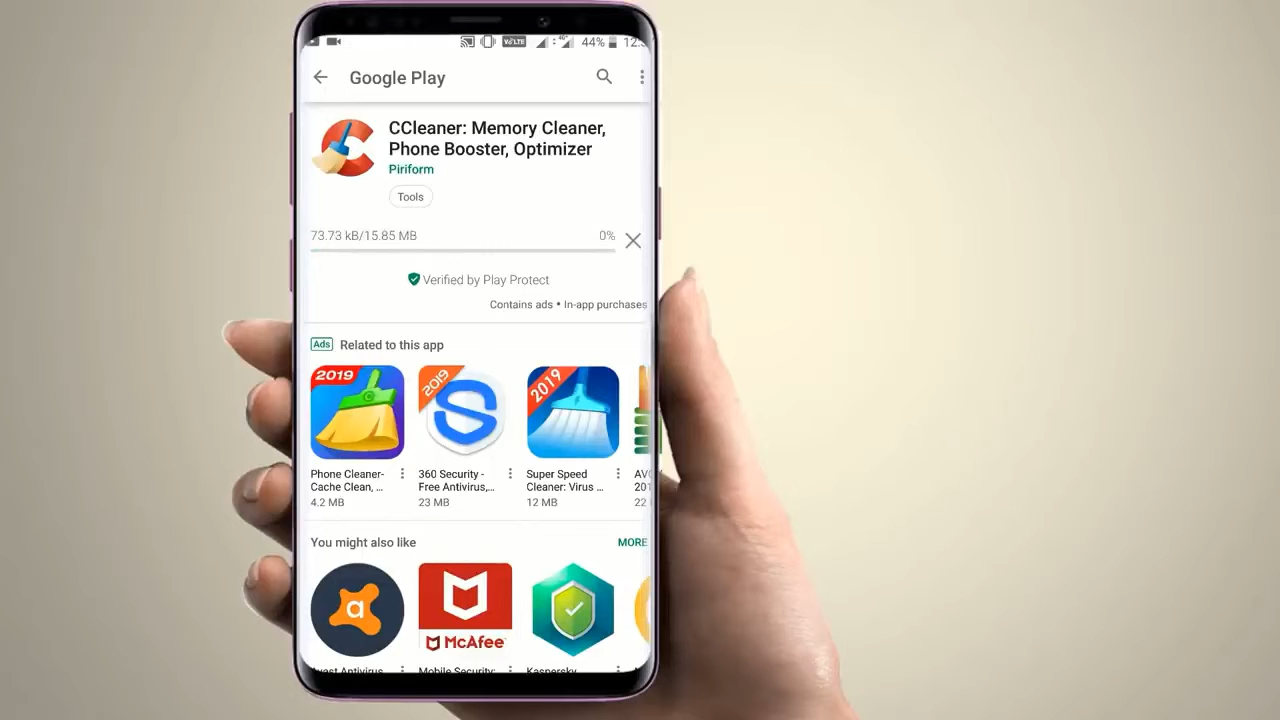 VoLTE 4G 44% 12:
Google Play
CCleaner: Memory Cleaner,
Phone Booster, Optimizer
Piriform
Tools
73.73 kB/15.85 MB 0%
Verified by Play Protect
Contains ads • In-app purchases
Ads Related to this app
2019 2019 2019
Phone Cleaner- 360 Security - Super Speed
Cache Clean, ... Free Antivirus,... Cleaner: Virus ...
4.2 MB 23 MB 12 MB 22
You might also like MORE
a
McAfee
Avast Antivirus Mobile Security: Kaspersky